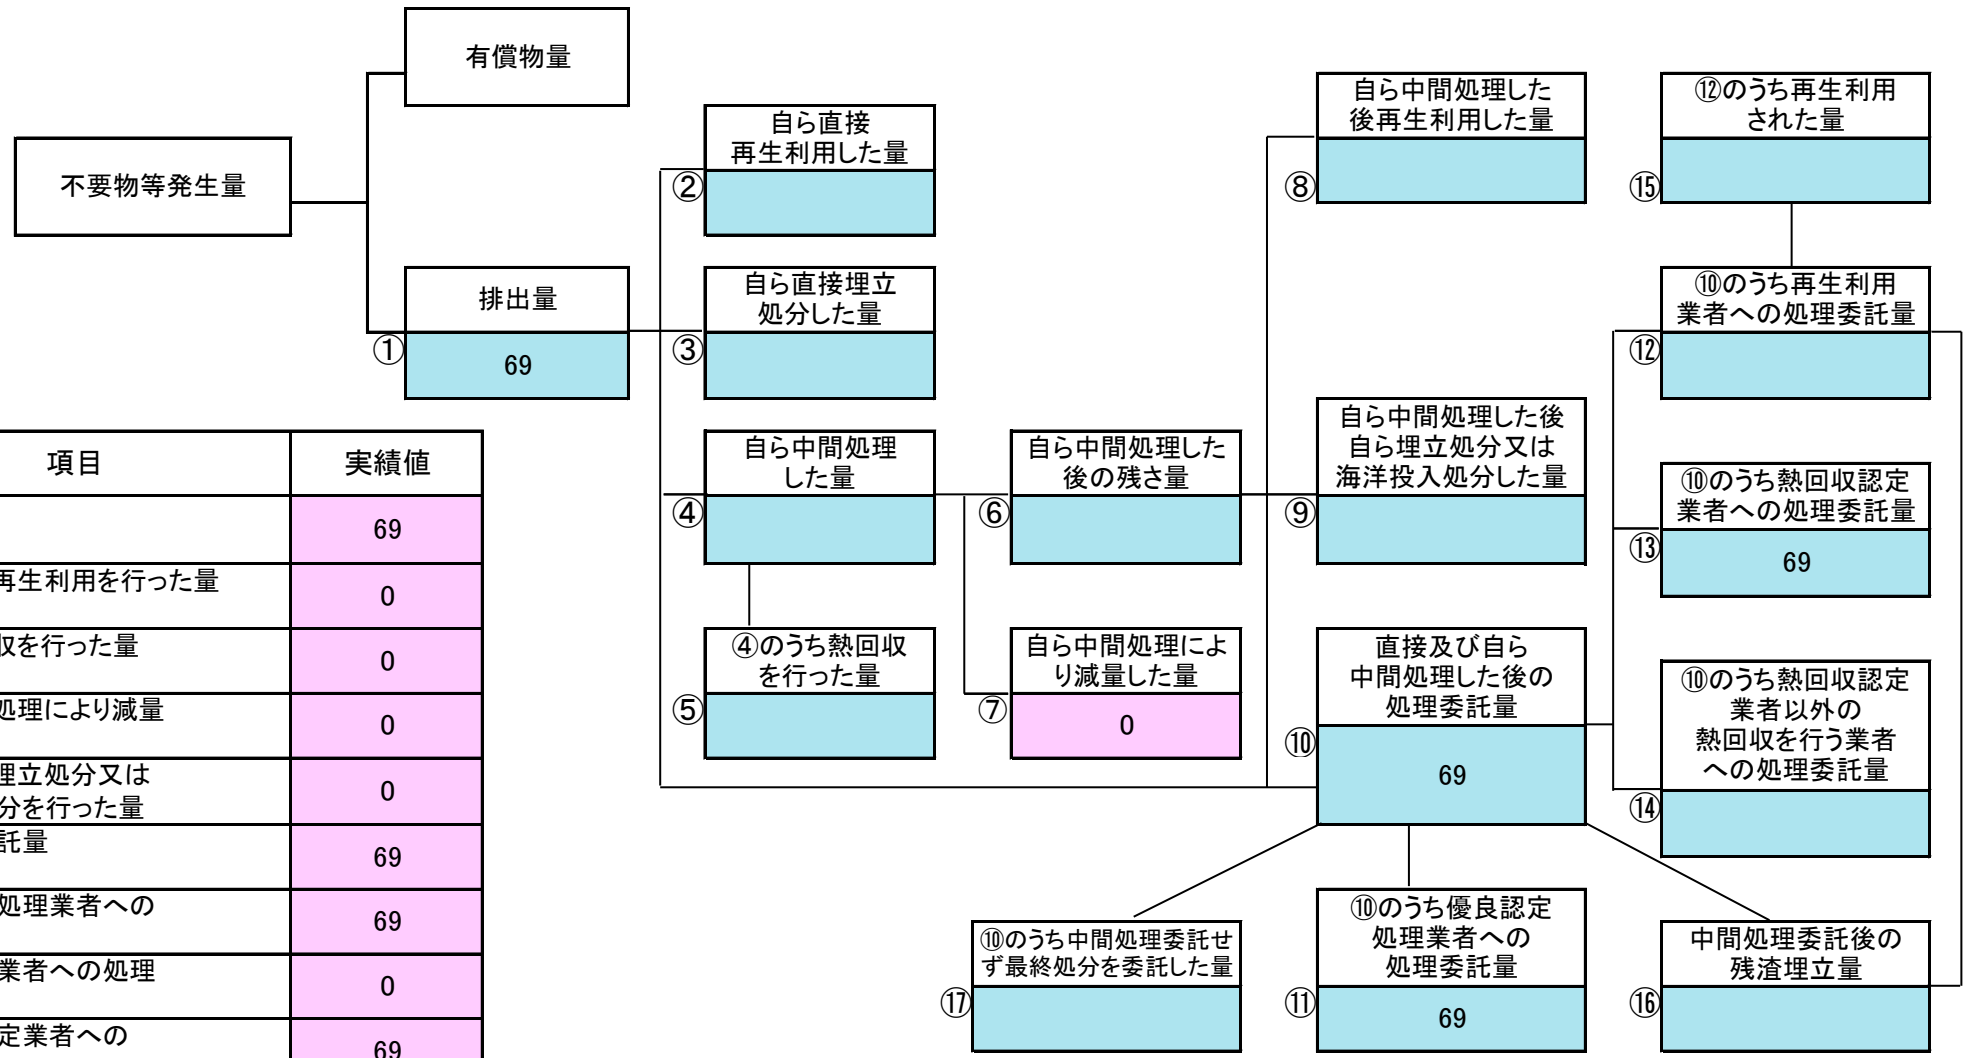 有償物量
不要物等発生量
排出量
①
69
自ら直接
再生利用した量
②
自ら直接埋立
処分した量
③
自ら中間処理
した量
④
④のうち熱回収
を行った量
⑤
自ら中間処理した
後の残さ量
⑥
自ら中間処理によ
り減量した量
⑦
0
自ら中間処理した
後再生利用した量
⑧
自ら中間処理した後
自ら埋立処分又は
海洋投入処分した量
⑨
直接及び自ら
中間処理した後の
処理委託量
⑩
69
⑫のうち再生利用
された量
⑮
⑩のうち再生利用
業者への処理委託量
⑫
⑩のうち熱回収認定
業者への処理委託量
⑬
69
⑩のうち熱回収認定
業者以外の
熱回収を行う業者
への処理委託量
⑭
⑩のうち中間処理委託せ
ず最終処分を委託した量
⑰
⑩のうち優良認定
処理業者への
処理委託量
⑪
69
中間処理委託後の
残渣埋立量
⑯
項目 実績値
69
再生利用を行った量 0
収を行った量 0
処理により減量 0
埋立処分又は
分を行った量 0
託量 69
処理業者への 69
業者への処理 0
定業者への 69